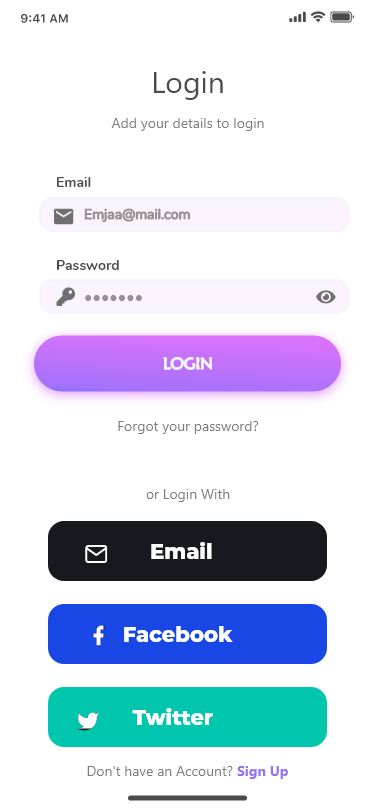 9:41 AM
Login
Add your details to login
Email
Emjaa@mail.com
Password
•••••••
LOGIN
Forgot your password?
or Login With
Email
Facebook
Twitter
Don't have an Account? Sign Up